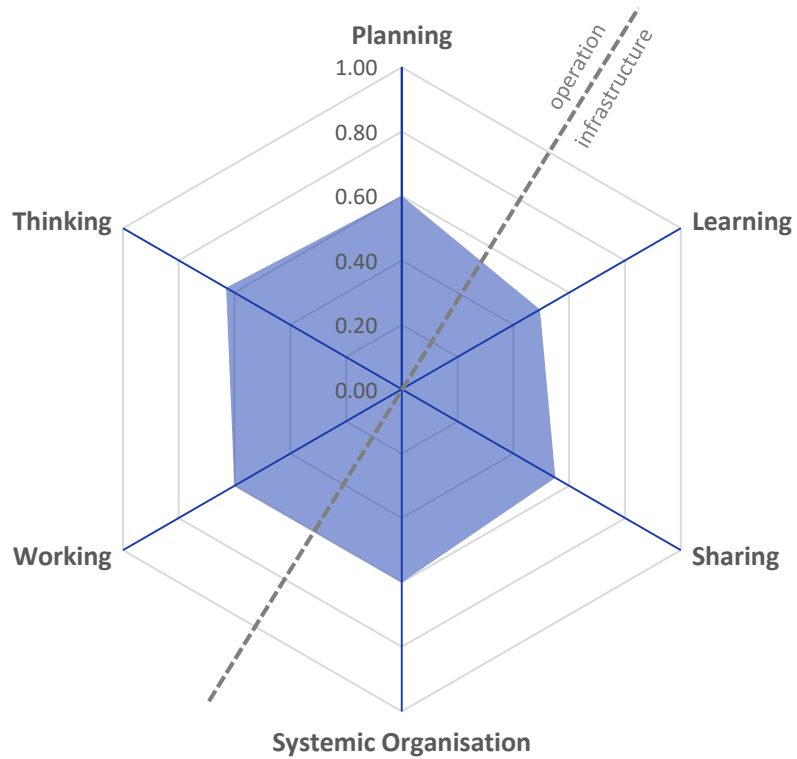 Planning
operation
infrastructure
1.00
0.80
0.60
0.40
0.20
0.00
Thinking
Learning
Working
Sharing
Systemic Organisation